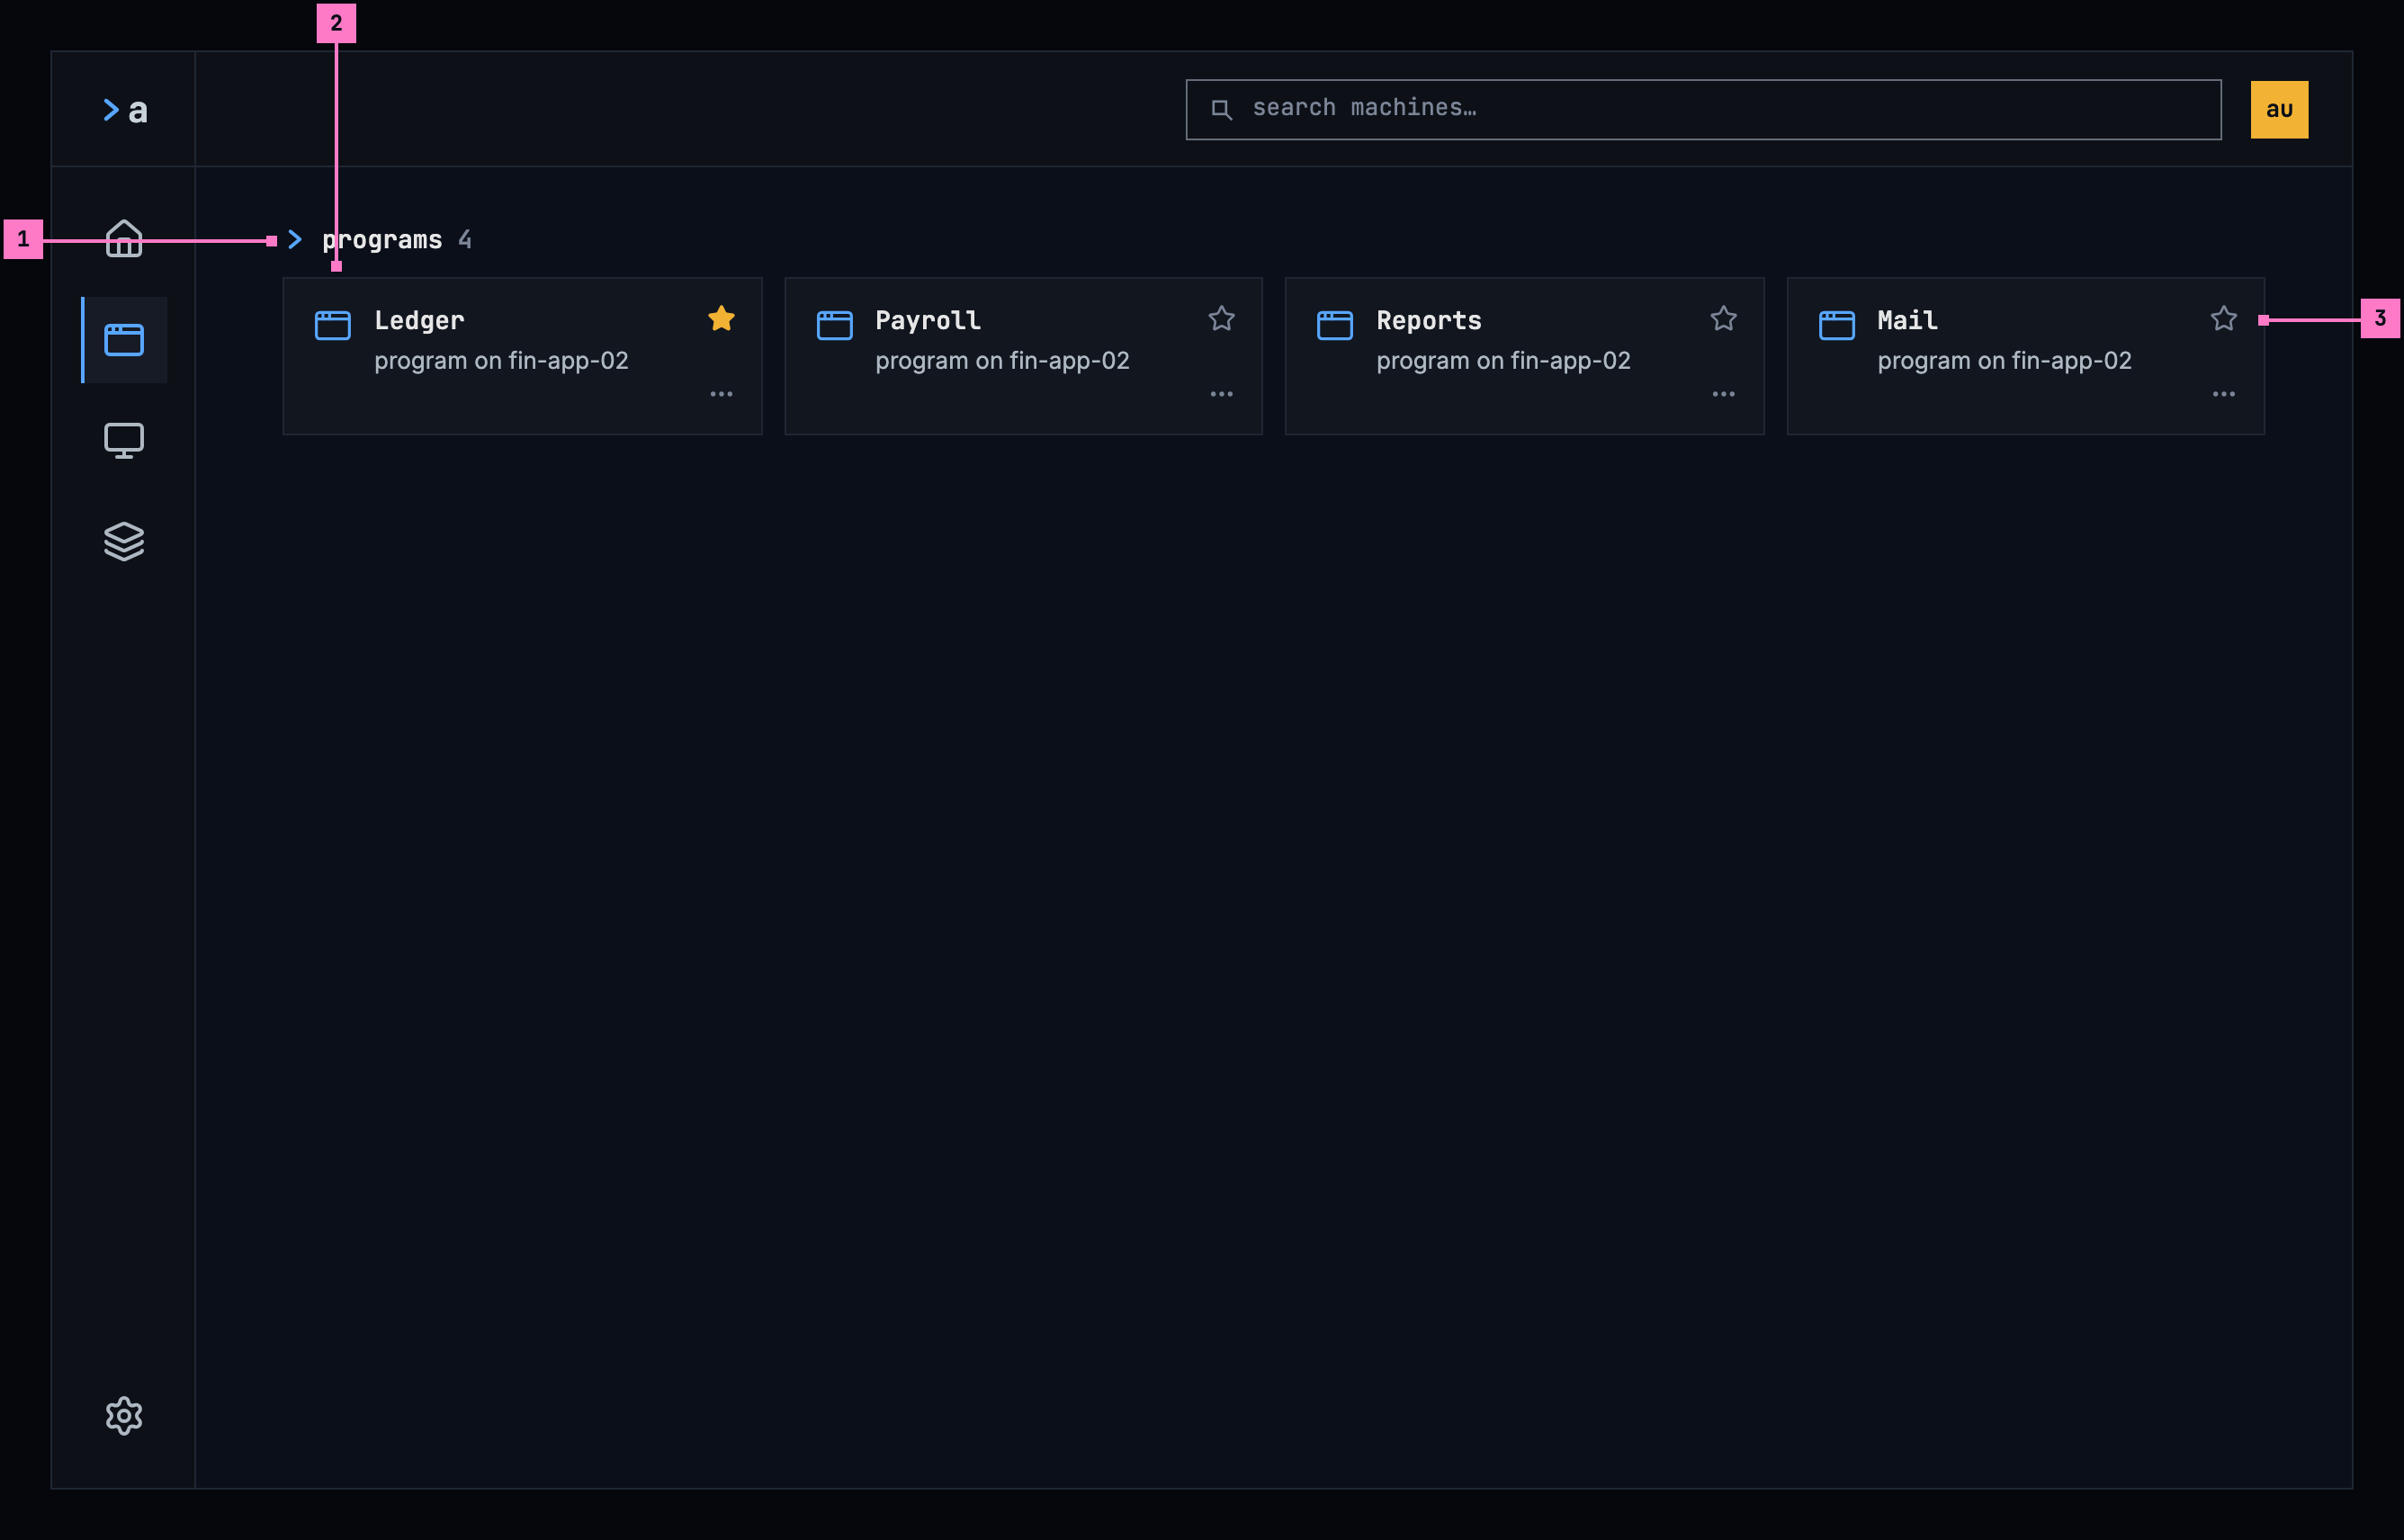 2
> a
search machines…
au
1
> programs 4
Ledger
program on fin-app-02
Payroll
program on fin-app-02
Reports
program on fin-app-02
Mail
program on fin-app-02
3